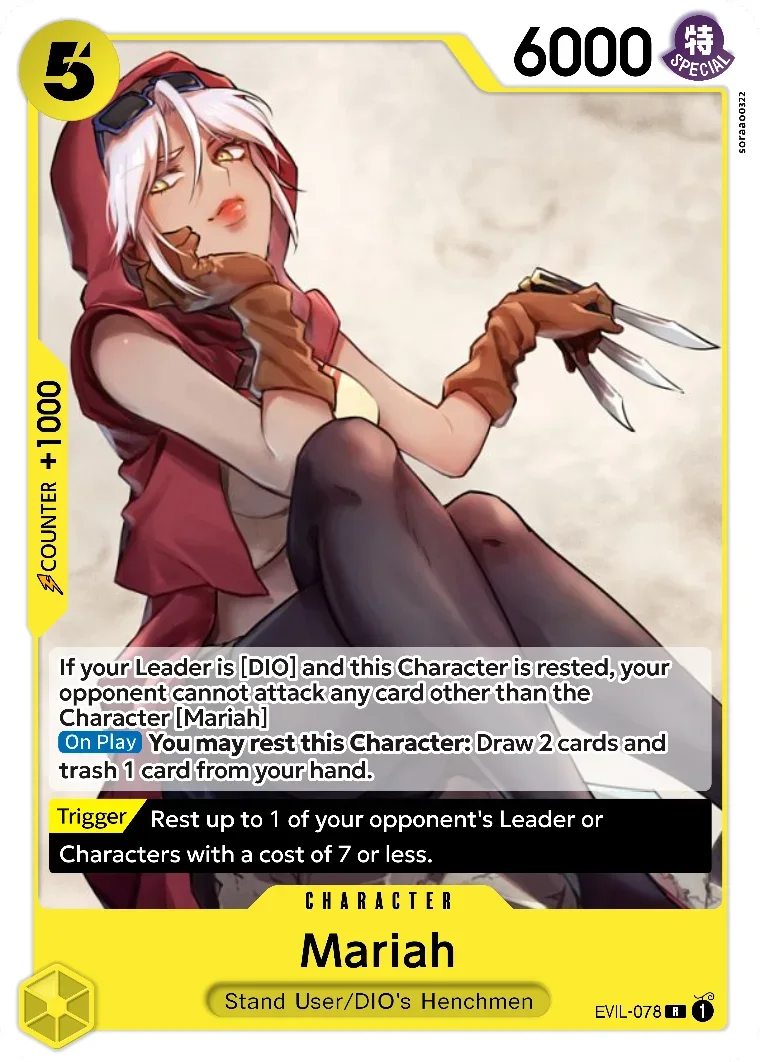 5
6000
特
SPECIAL
soraao0322
COUNTER +1000
If your Leader is [DIO] and this Character is rested, your
opponent cannot attack any card other than the
Character [Mariah]
On Play You may rest this Character: Draw 2 cards and
trash 1 card from your hand.
Trigger Rest up to 1 of your opponent's Leader or
Characters with a cost of 7 or less.
CHARACTER
Mariah
Stand User/DIO's Henchmen
EVIL-078 R 1